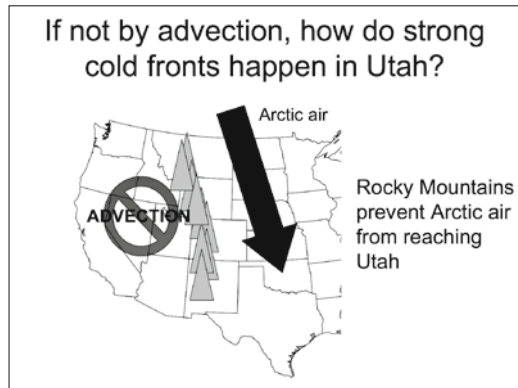 If not by advection, how do strong
cold fronts happen in Utah?
Arctic air
ADVECTION
Rocky Mountains
prevent Arctic air
from reaching
Utah